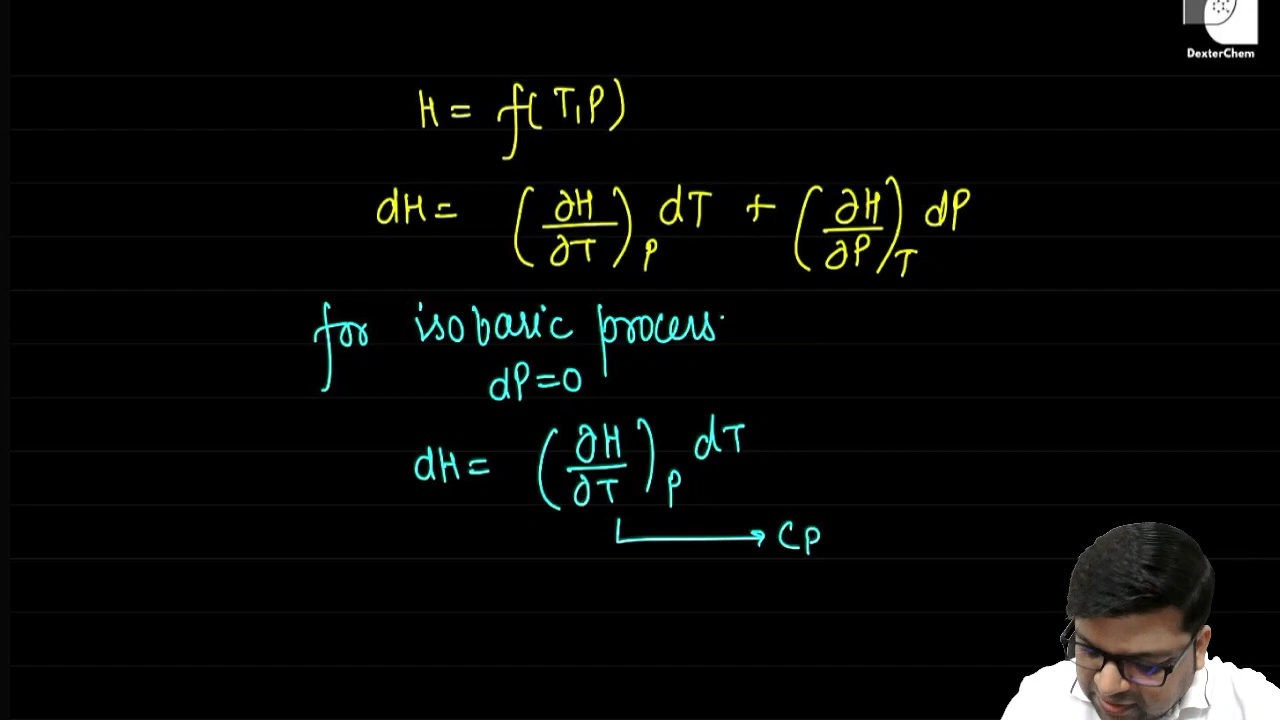 DexterChem
H = f(T,P)
dH = (∂H/∂T)P dT + (∂H/∂P)T dP
for isobaric process.
dP = 0
dH = (∂H/∂T)P dT
→ CP